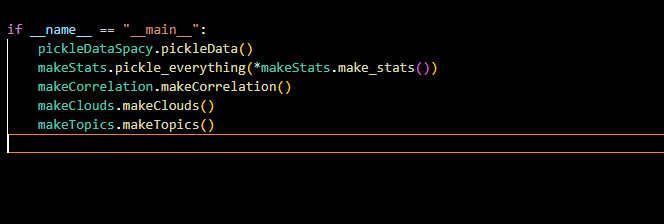 if __name__ == "__main__":
    pickleDataSpacy.pickleData()
    makeStats.pickle_everything(*makeStats.make_stats())
    makeCorrelation.makeCorrelation()
    makeClouds.makeClouds()
    makeTopics.makeTopics()